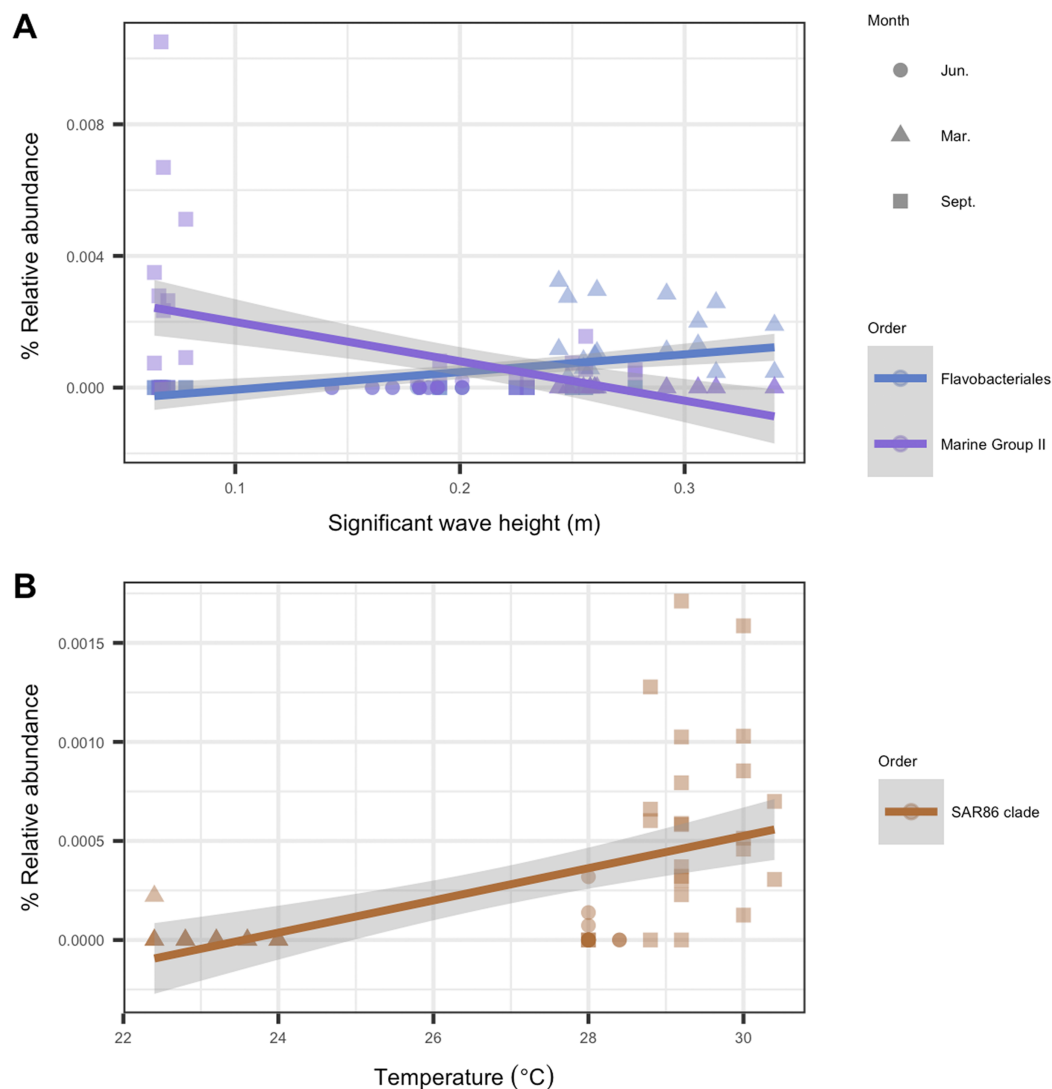 A
% Relative abundance
0.008
0.004
0.000
0.1 0.2 0.3
Significant wave height (m)
Month
Jun.
Mar.
Sept.
Order
Flavobacteriales
Marine Group II
B
% Relative abundance
0.0015
0.0010
0.0005
0.0000
22 24 26 28 30
Temperature (°C)
Order
SAR86 clade